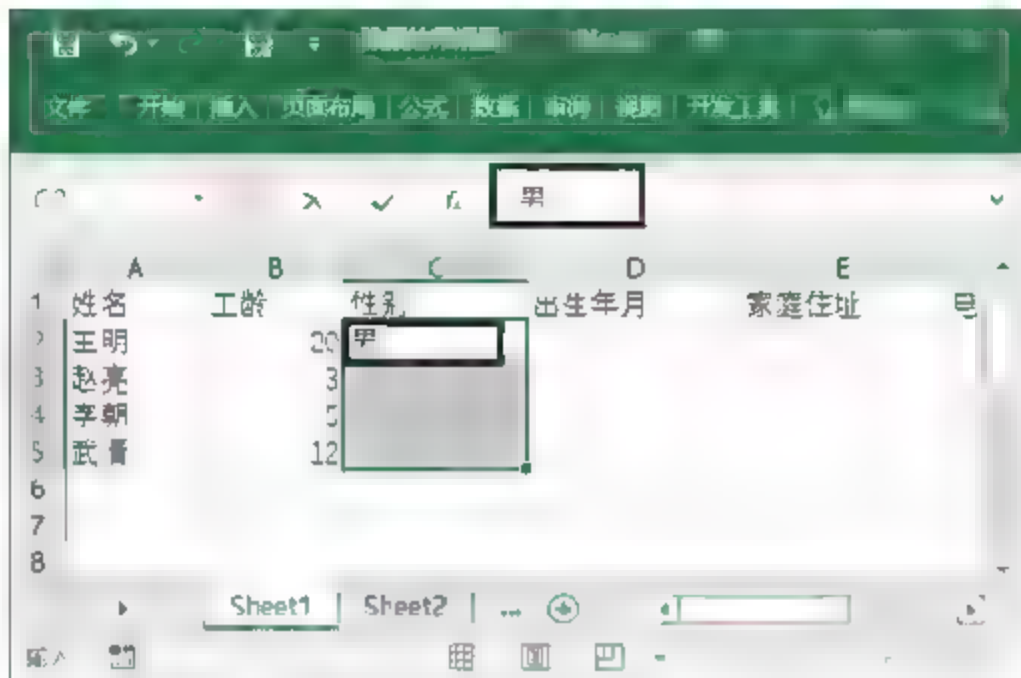 文件 开始 插入 页面布局 公式 数据 审阅 视图 开发工具
C2 男
A B C D E
1 姓名 工龄 性别 出生年月 家庭住址
2 王明 20 男
3 赵亮 3
4 李朝
5 武 12
6
7
8
Sheet1 Sheet2 ...
输入